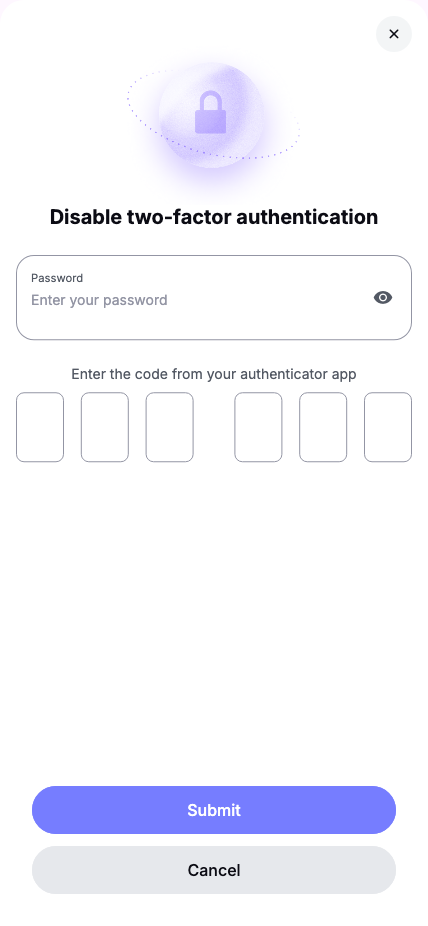 Disable two-factor authentication
Password
Enter your password
Enter the code from your authenticator app
Submit
Cancel